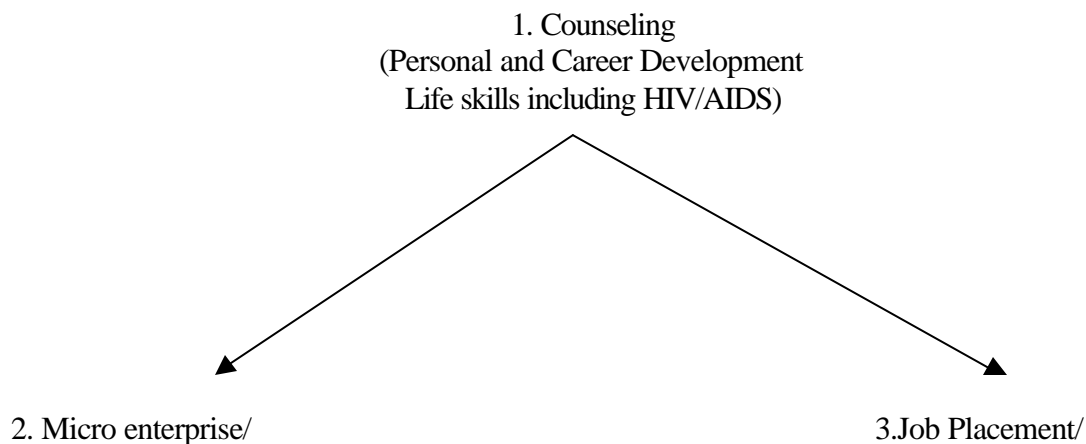 1. Counseling
(Personal and Career Development
Life skills including HIV/AIDS)
2. Micro enterprise/
3.Job Placement/